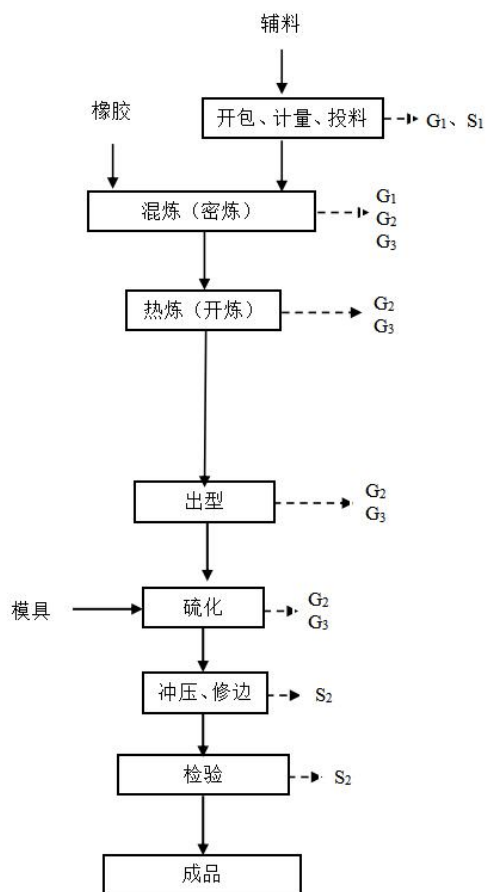 辅料
橡胶
开包、计量、投料
G₁、S₁
混炼（密炼）
G₁
G₂
G₃
热炼（开炼）
G₂
G₃
出型
G₂
G₃
模具
硫化
G₂
G₃
冲压、修边
S₂
检验
S₂
成品